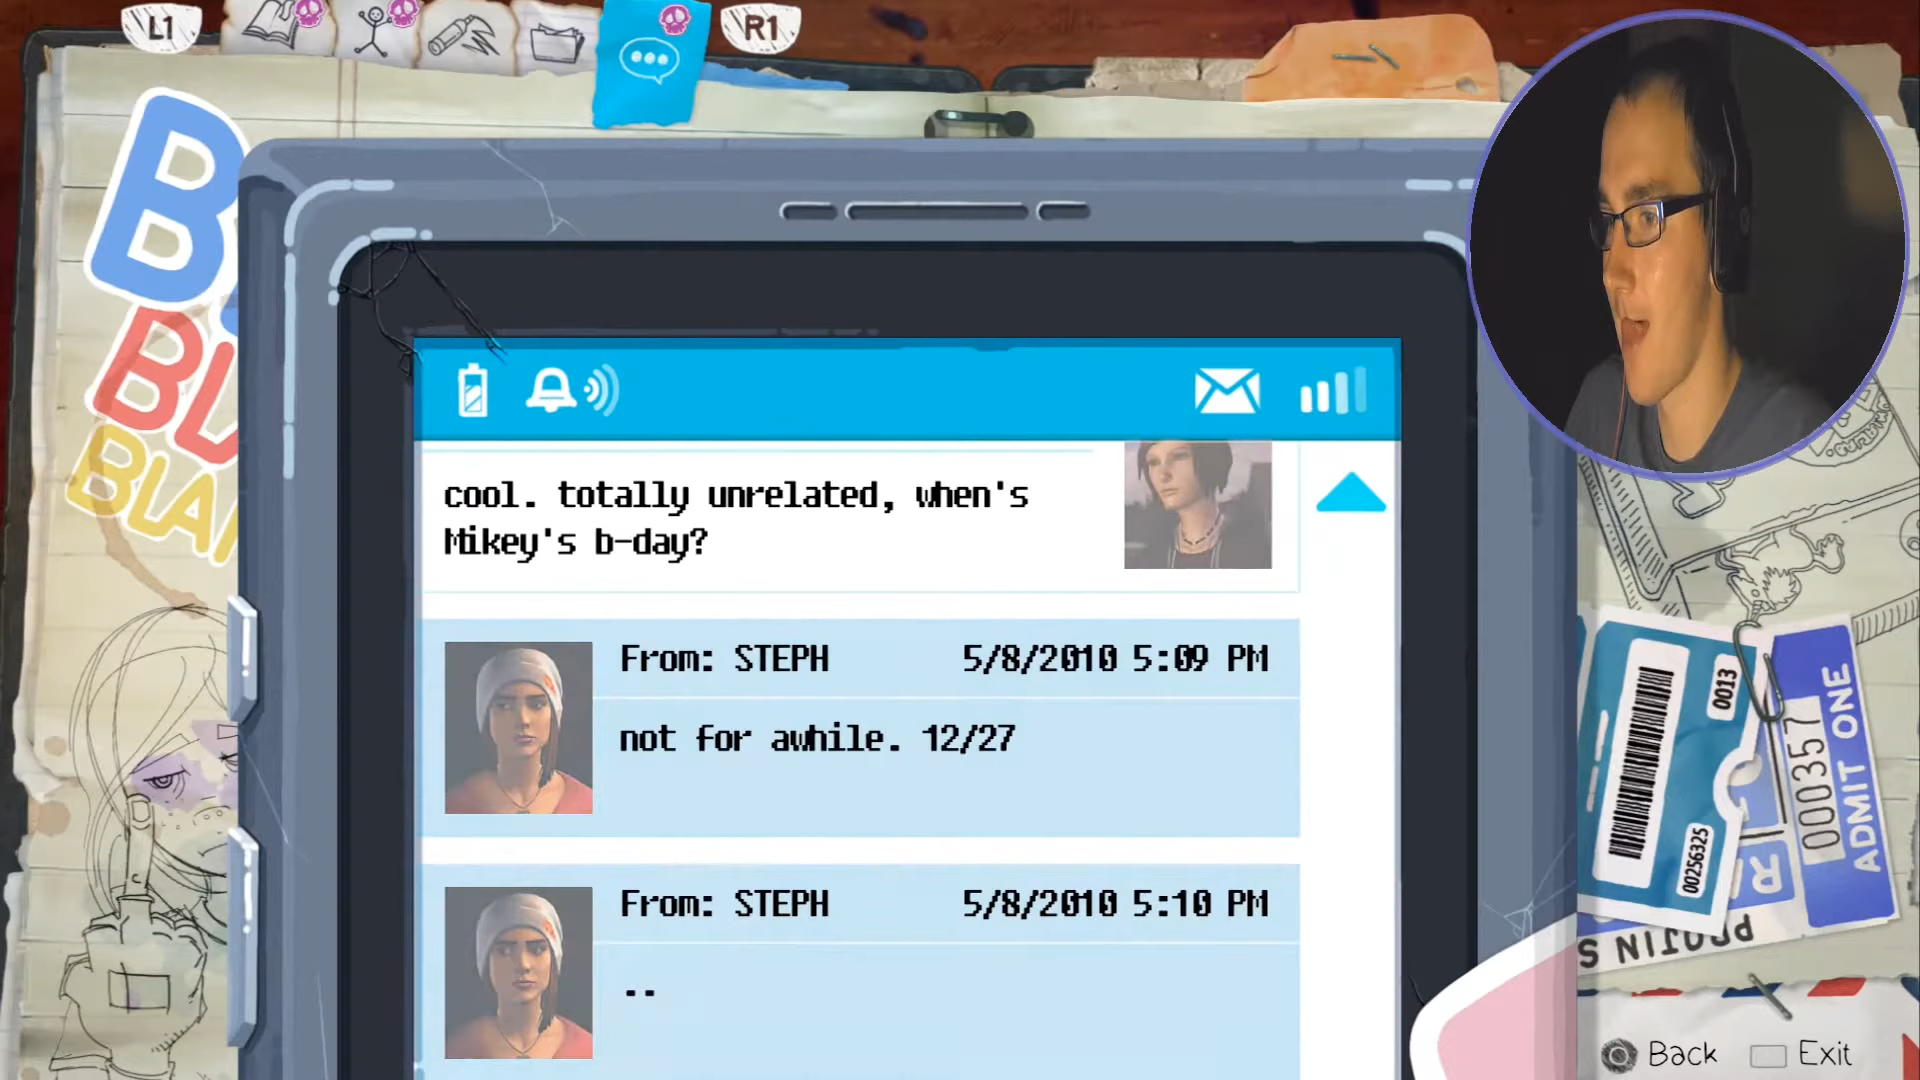 L1
R1
cool. totally unrelated, when's
Mikey's b-day?
From: STEPH 5/8/2010 5:09 PM
not for awhile. 12/27
From: STEPH 5/8/2010 5:10 PM
--
0013
00256325
000357
ADMIT ONE
Back
Exit